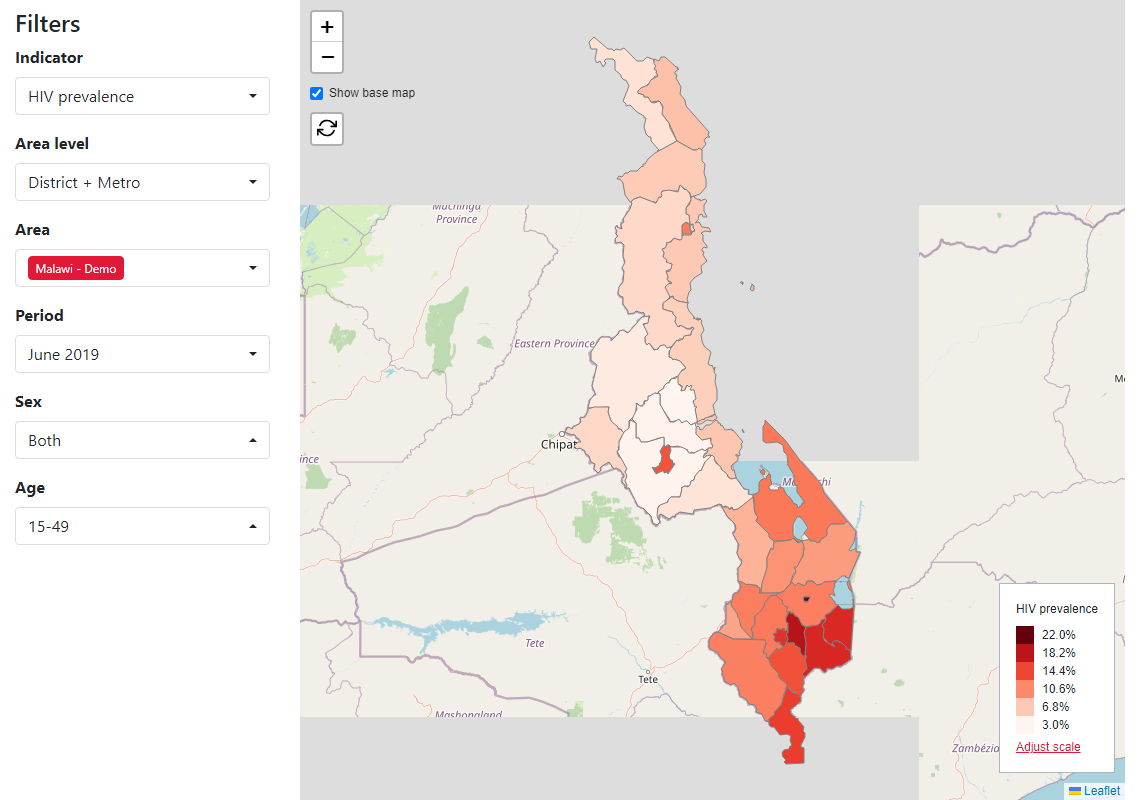 Filters
Indicator
HIV prevalence
Area level
District + Metro
Area
Malawi - Demo
Period
June 2019
Sex
Both
Age
15-49
+
−
Show base map
Muchinga
Province
Eastern Province
Chipat
ince
Tete
Tete
Mashonaland
Zambézia
HIV prevalence
22.0%
18.2%
14.4%
10.6%
6.8%
3.0%
Adjust scale
Leaflet